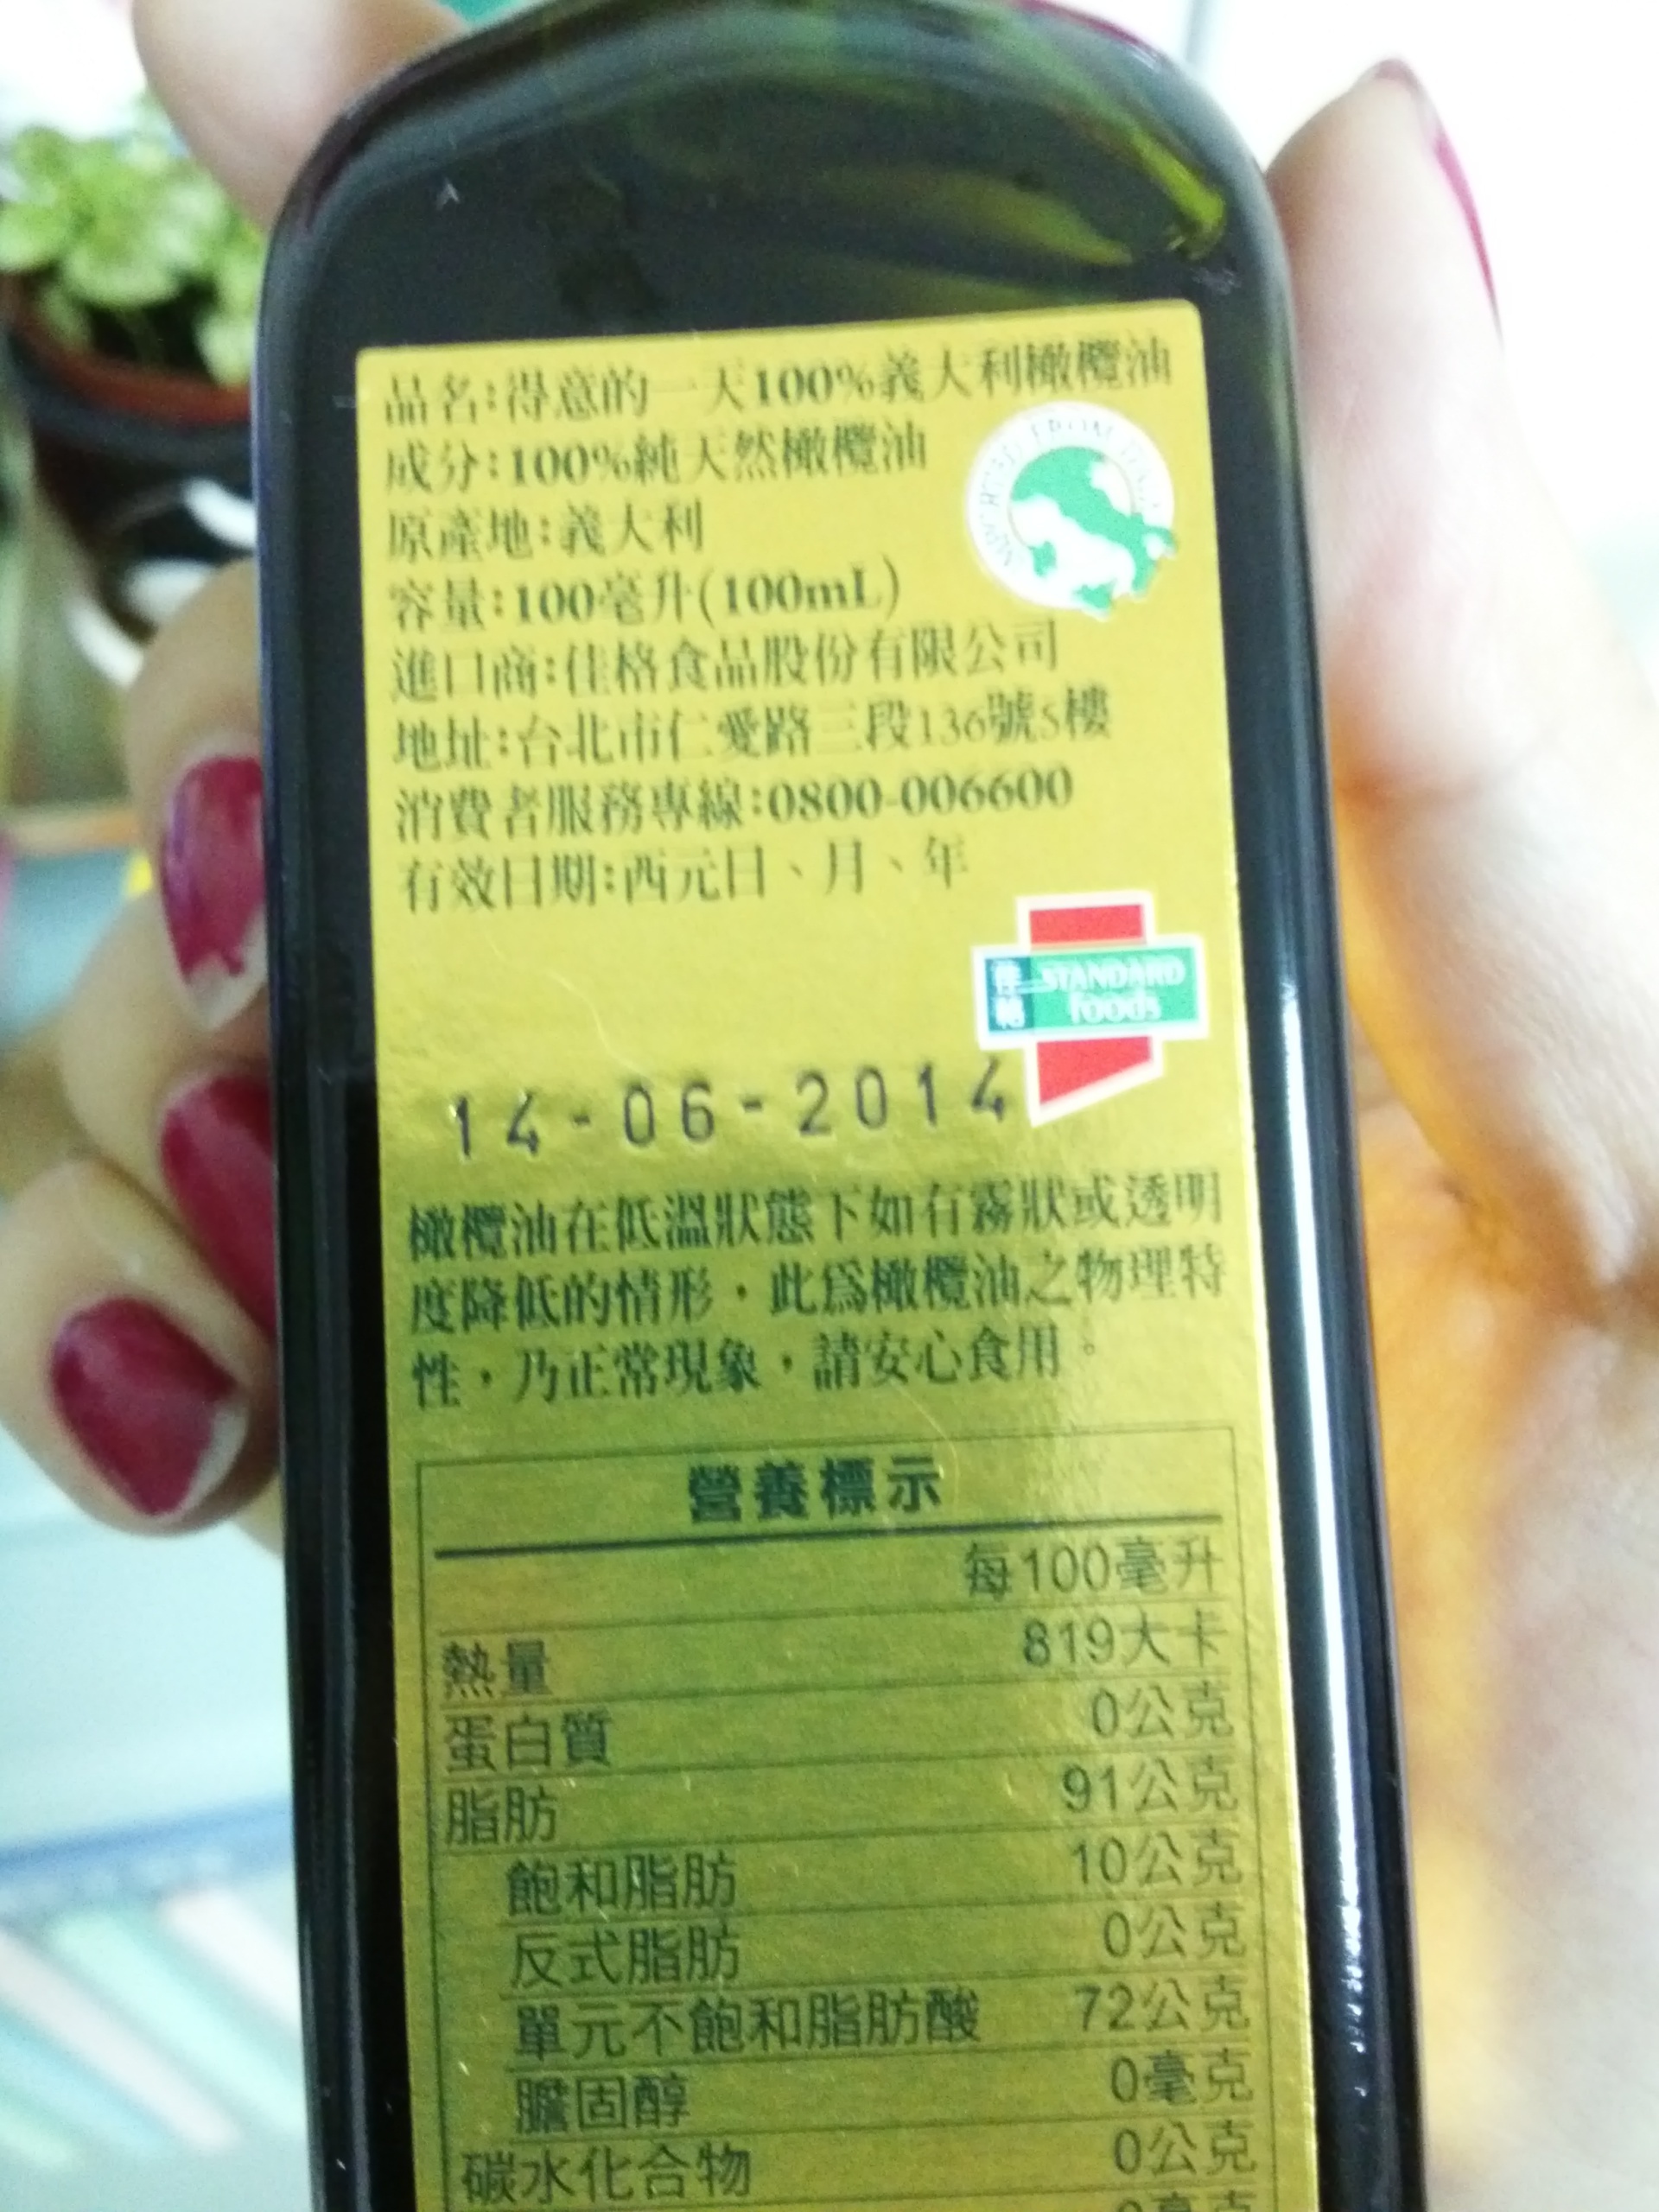 品名:得意的一天100%義大利橄欖油
成分:100%純天然橄欖油
原產地:義大利
容量:100毫升(100mL)
進口商:佳格食品股份有限公司
地址:台北市仁愛路三段136號5樓
消費者服務專線:0800-006600
有效日期:西元日、月、年
IMPORTED FROM ITALY
佳格
STANDARD
foods
14-06-2014
橄欖油在低溫狀態下如有霧狀或透明
度降低的情形，此為橄欖油之物理特
性，乃正常現象，請安心食用。
營養標示
每100毫升
熱量 819大卡
蛋白質 0公克
脂肪 91公克
飽和脂肪 10公克
反式脂肪 0公克
單元不飽和脂肪酸 72公克
膽固醇 0毫克
碳水化合物 0公克